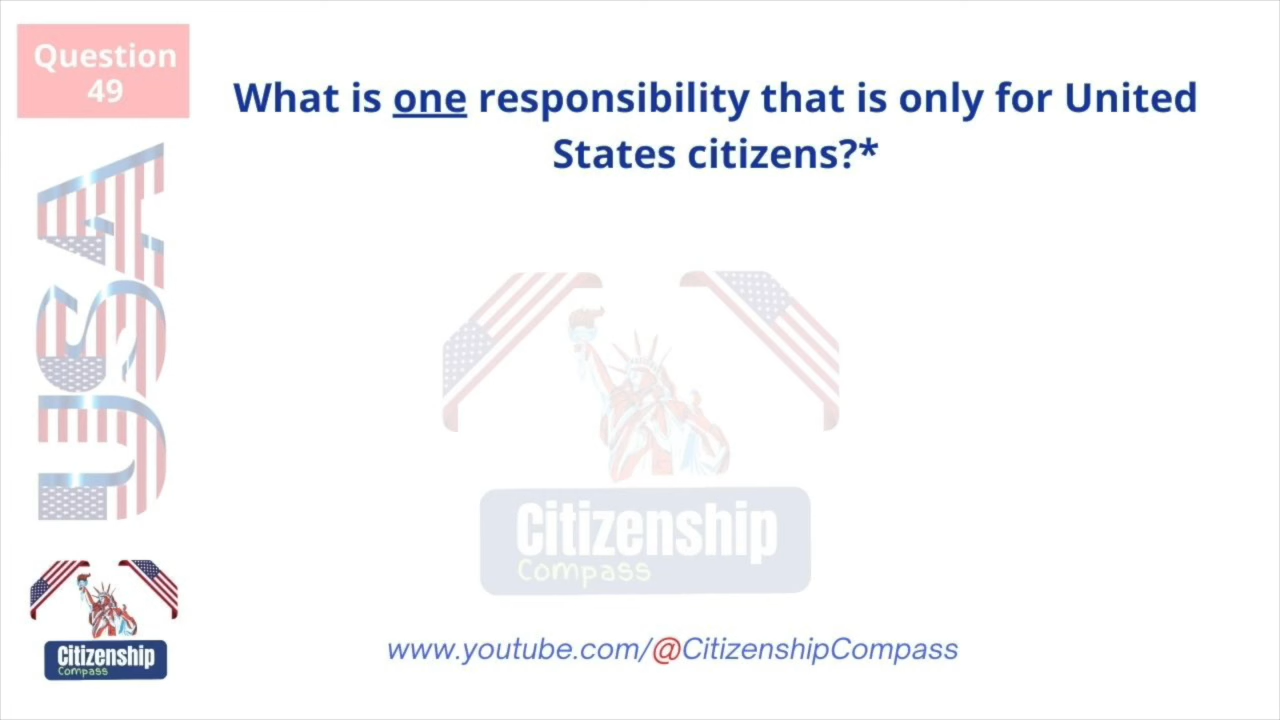 Question
49
What is one responsibility that is only for United
States citizens?*
USA
Citizenship
Compass
Citizenship
Compass
www.youtube.com/@CitizenshipCompass